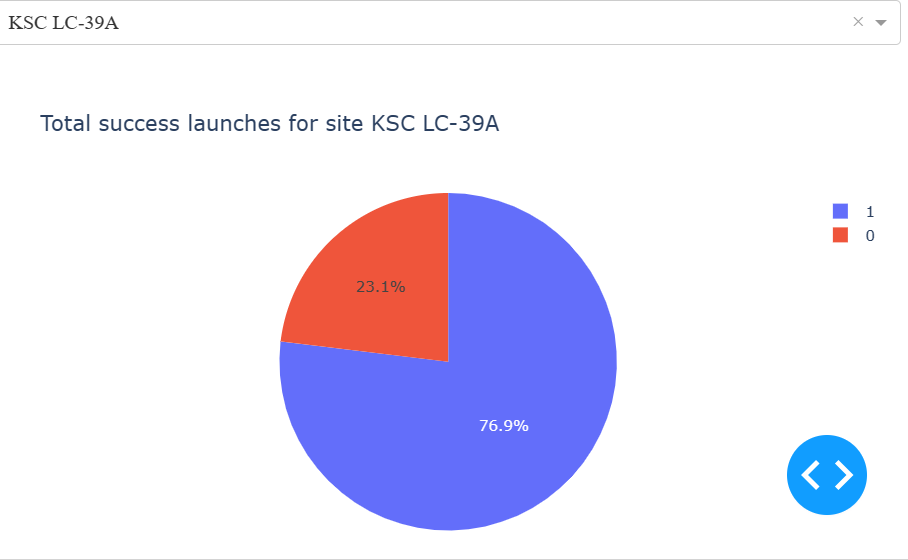 KSC LC-39A
Total success launches for site KSC LC-39A
1
0
23.1%
76.9%